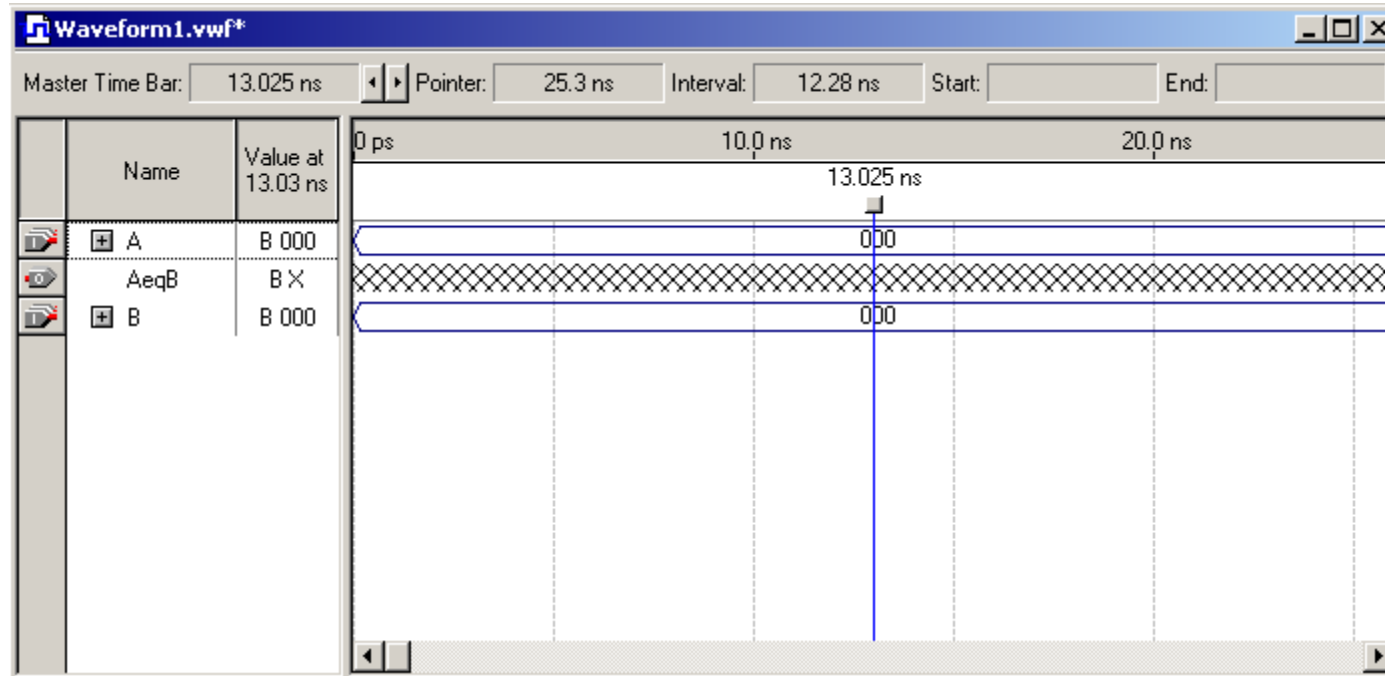 Waveform1.vwf*
Master Time Bar: 13.025 ns Pointer: 25.3 ns Interval: 12.28 ns Start: End:
Name Value at 13.03 ns 0 ps 10.0 ns 20.0 ns
13.025 ns
A B 000 000
AeqB B X
B B 000 000